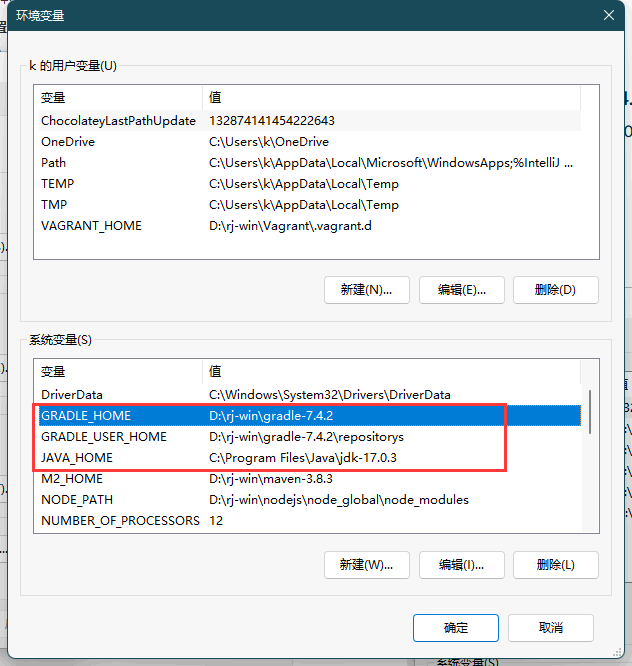 环境变量
k 的用户变量(U)
变量 值
ChocolateyLastPathUpdate 132874141454222643
OneDrive C:\Users\k\OneDrive
Path C:\Users\k\AppData\Local\Microsoft\WindowsApps;%IntelliJ ...
TEMP C:\Users\k\AppData\Local\Temp
TMP C:\Users\k\AppData\Local\Temp
VAGRANT_HOME D:\rj-win\Vagrant\.vagrant.d
新建(N)... 编辑(E)... 删除(D)
系统变量(S)
变量 值
DriverData C:\Windows\System32\Drivers\DriverData
GRADLE_HOME D:\rj-win\gradle-7.4.2
GRADLE_USER_HOME D:\rj-win\gradle-7.4.2\repositorys
JAVA_HOME C:\Program Files\Java\jdk-17.0.3
M2_HOME D:\rj-win\maven-3.8.3
NODE_PATH D:\rj-win\nodejs\node_global\node_modules
NUMBER_OF_PROCESSORS 12
新建(W)... 编辑(I)... 删除(L)
确定 取消
系统变量(S)